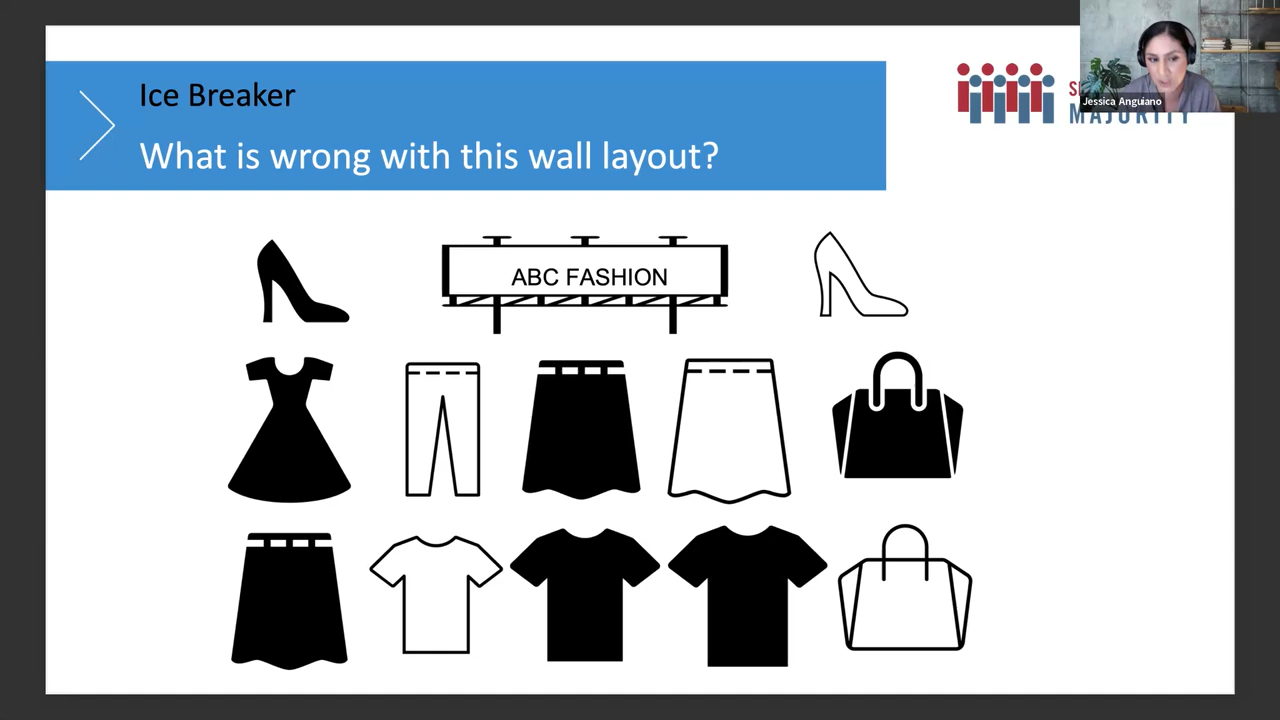 Ice Breaker
What is wrong with this wall layout?
MAJORITY
Jessica Anguiano
ABC FASHION